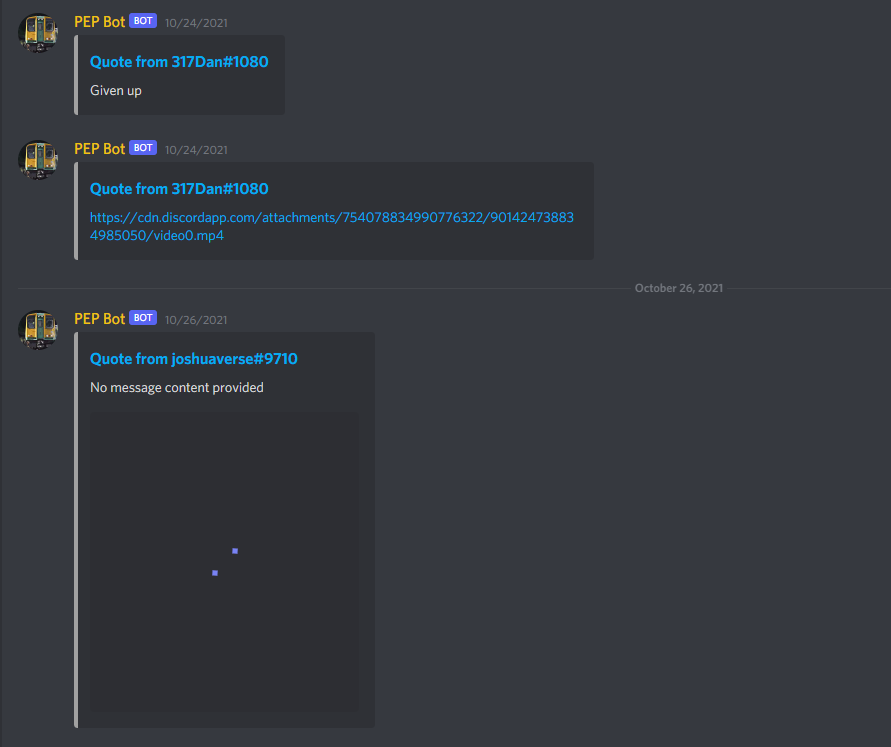 PEP Bot BOT 10/24/2021
Quote from 317Dan#1080
Given up
PEP Bot BOT 10/24/2021
Quote from 317Dan#1080
https://cdn.discordapp.com/attachments/754078834990776322/90142473883
4985050/video0.mp4
October 26, 2021
PEP Bot BOT 10/26/2021
Quote from joshuaverse#9710
No message content provided